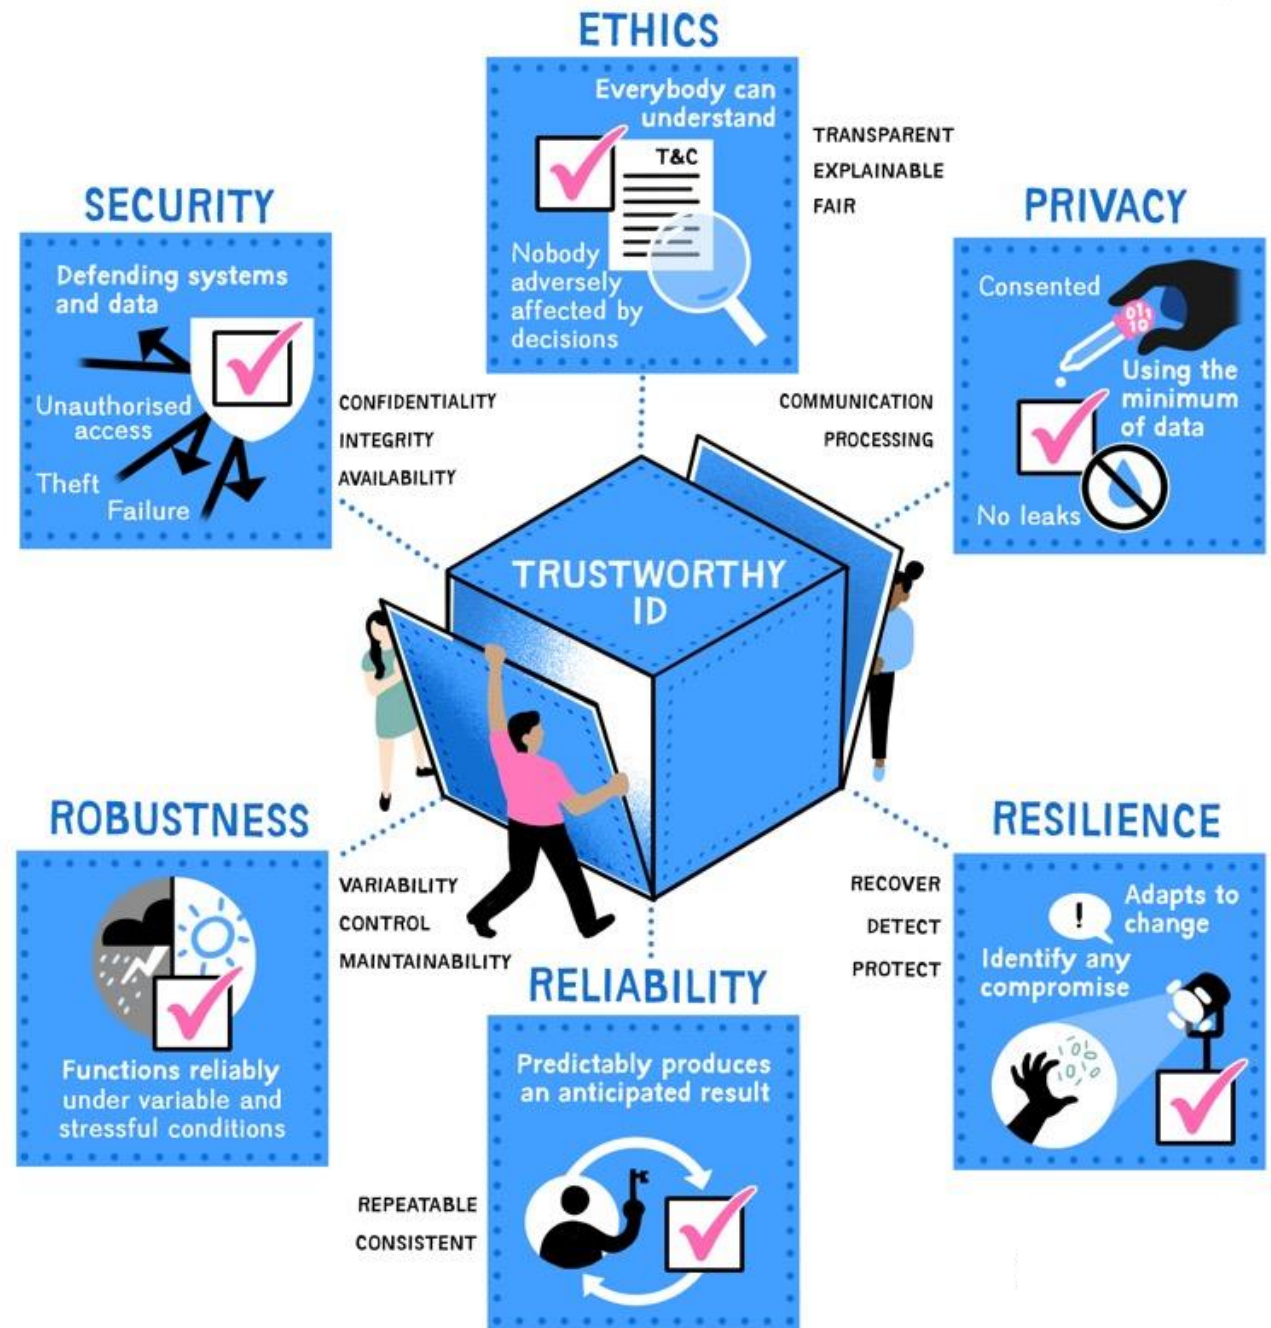 ETHICS
Everybody can
understand
T&C
Nobody
adversely
affected by
decisions
TRANSPARENT
EXPLAINABLE
FAIR
SECURITY
Defending systems
and data
Unauthorised
access
Theft
Failure
CONFIDENTIALITY
INTEGRITY
AVAILABILITY
PRIVACY
Consented
011
10
Using the
minimum
of data
No leaks
COMMUNICATION
PROCESSING
TRUSTWORTHY
ID
ROBUSTNESS
Functions reliably
under variable and
stressful conditions
VARIABILITY
CONTROL
MAINTAINABILITY
RELIABILITY
Predictably produces
an anticipated result
REPEATABLE
CONSISTENT
RESILIENCE
!
Adapts to
change
Identify any
compromise
RECOVER
DETECT
PROTECT